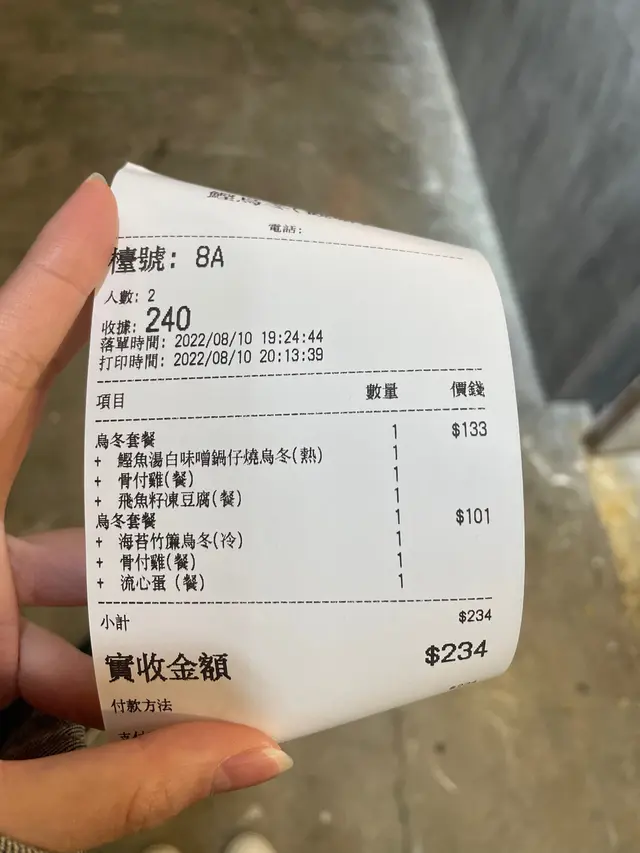 電話:
檯號: 8A
人數: 2
收據: 240
落單時間: 2022/08/10 19:24:44
打印時間: 2022/08/10 20:13:39
項目 數量 價錢
烏冬套餐 1 $133
+ 鰹魚湯白味噌鍋仔燒烏冬(熱) 1
+ 骨付雞(餐) 1
+ 飛魚籽凍豆腐(餐) 1
烏冬套餐 1 $101
+ 海苔竹簾烏冬(冷) 1
+ 骨付雞(餐) 1
+ 流心蛋 (餐) 1
小計 $234
實收金額 $234
付款方法